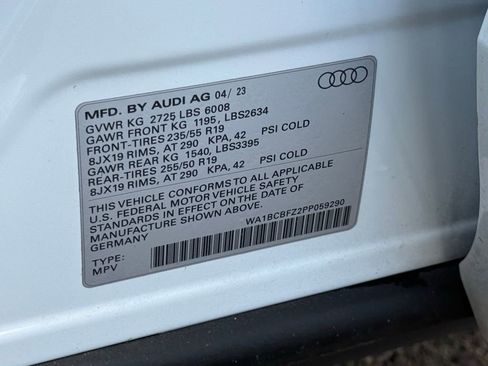 MFD. BY AUDI AG 04/ 23
GVWR KG 2725 LBS 6008
GAWR FRONT KG 1195, LBS2634
FRONT-TIRES 235/55 R19
8JX19 RIMS, AT 290 KPA, 42 PSI COLD
GAWR REAR KG 1540, LBS3395
REAR-TIRES 255/50 R19
8JX19 RIMS, AT290 KPA, 42 PSI COLD
THIS VEHICLE CONFORMS TO ALL APPLICABLE
U.S. FEDERAL MOTOR VEHICLE SAFETY
STANDARDS IN EFFECT ON THE DATE OF
MANUFACTURE SHOWN ABOVE.
GERMANY
WA1BCBFZ2PP059290
TYPE:
MPV